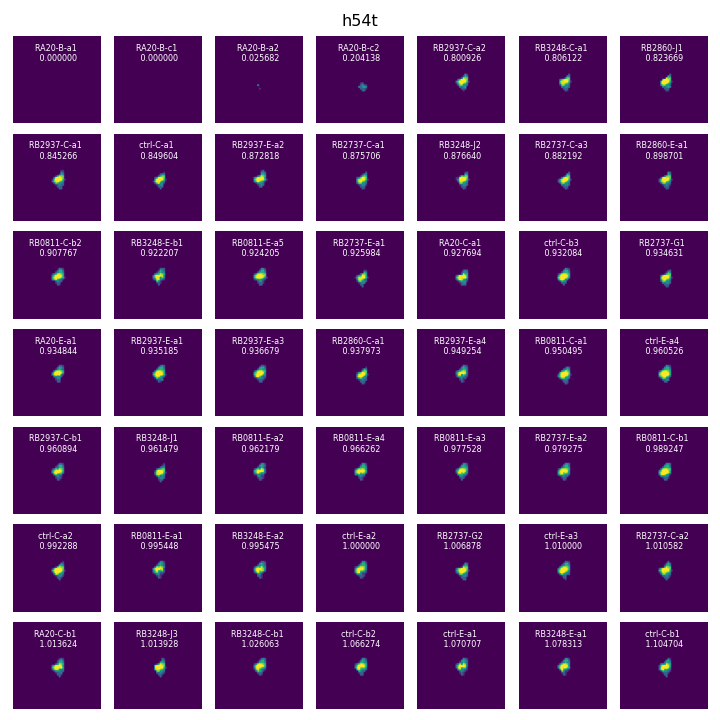 h54t
RA20-B-a1
0.000000
RA20-B-c1
0.000000
RA20-B-a2
0.025682
RA20-B-c2
0.204138
RB2937-C-a2
0.800926
RB3248-C-a1
0.806122
RB2860-J1
0.823669
RB2937-C-a1
0.845266
ctrl-C-a1
0.849604
RB2937-E-a2
0.872818
RB2737-C-a1
0.875706
RB3248-J2
0.876640
RB2737-C-a3
0.882192
RB2860-E-a1
0.898701
RB0811-C-b2
0.907767
RB3248-E-b1
0.922207
RB0811-E-a5
0.924205
RB2737-E-a1
0.925984
RA20-C-a1
0.927694
ctrl-C-b3
0.932084
RB2737-G1
0.934631
RA20-E-a1
0.934844
RB2937-E-a1
0.935185
RB2937-E-a3
0.936679
RB2860-C-a1
0.937973
RB2937-E-a4
0.949254
RB0811-C-a1
0.950495
ctrl-E-a4
0.960526
RB2937-C-b1
0.960894
RB3248-J1
0.961479
RB0811-E-a2
0.962179
RB0811-E-a4
0.966262
RB0811-E-a3
0.977528
RB2737-E-a2
0.979275
RB0811-C-b1
0.989247
ctrl-C-a2
0.992288
RB0811-E-a1
0.995448
RB3248-E-a2
0.995475
ctrl-E-a2
1.000000
RB2737-G2
1.006878
ctrl-E-a3
1.010000
RB2737-C-a2
1.010582
RA20-C-b1
1.013624
RB3248-J3
1.013928
RB3248-C-b1
1.026063
ctrl-C-b2
1.066274
ctrl-E-a1
1.070707
RB3248-E-a1
1.078313
ctrl-C-b1
1.104704